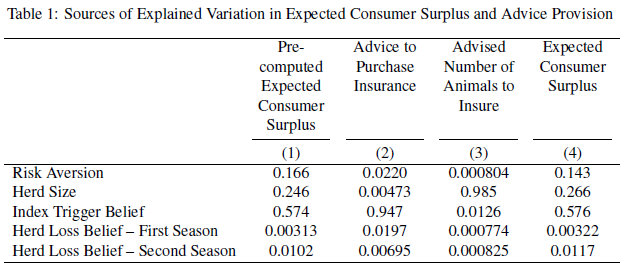 Table 1: Sources of Explained Variation in Expected Consumer Surplus and Advice Provision
Pre- Advice to Advised Expected
computed Purchase Number of Consumer
Expected Insurance Animals to Surplus
Consumer Insure
Surplus
(1) (2) (3) (4)
Risk Aversion 0.166 0.0220 0.000804 0.143
Herd Size 0.246 0.00473 0.985 0.266
Index Trigger Belief 0.574 0.947 0.0126 0.576
Herd Loss Belief – First Season 0.00313 0.0197 0.000774 0.00322
Herd Loss Belief – Second Season 0.0102 0.00695 0.000825 0.0117